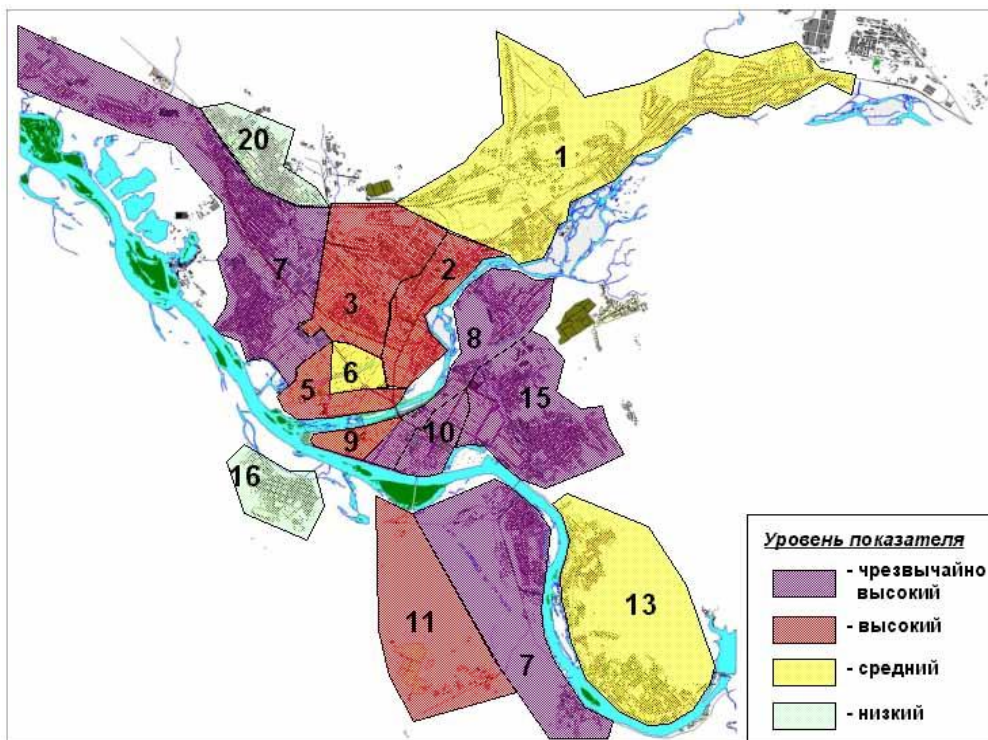 20
1
7
2
3
8
6
5
15
10
9
16
13
11
7
Уровень показателя
- чрезвычайно
высокий
- высокий
- средний
- низкий